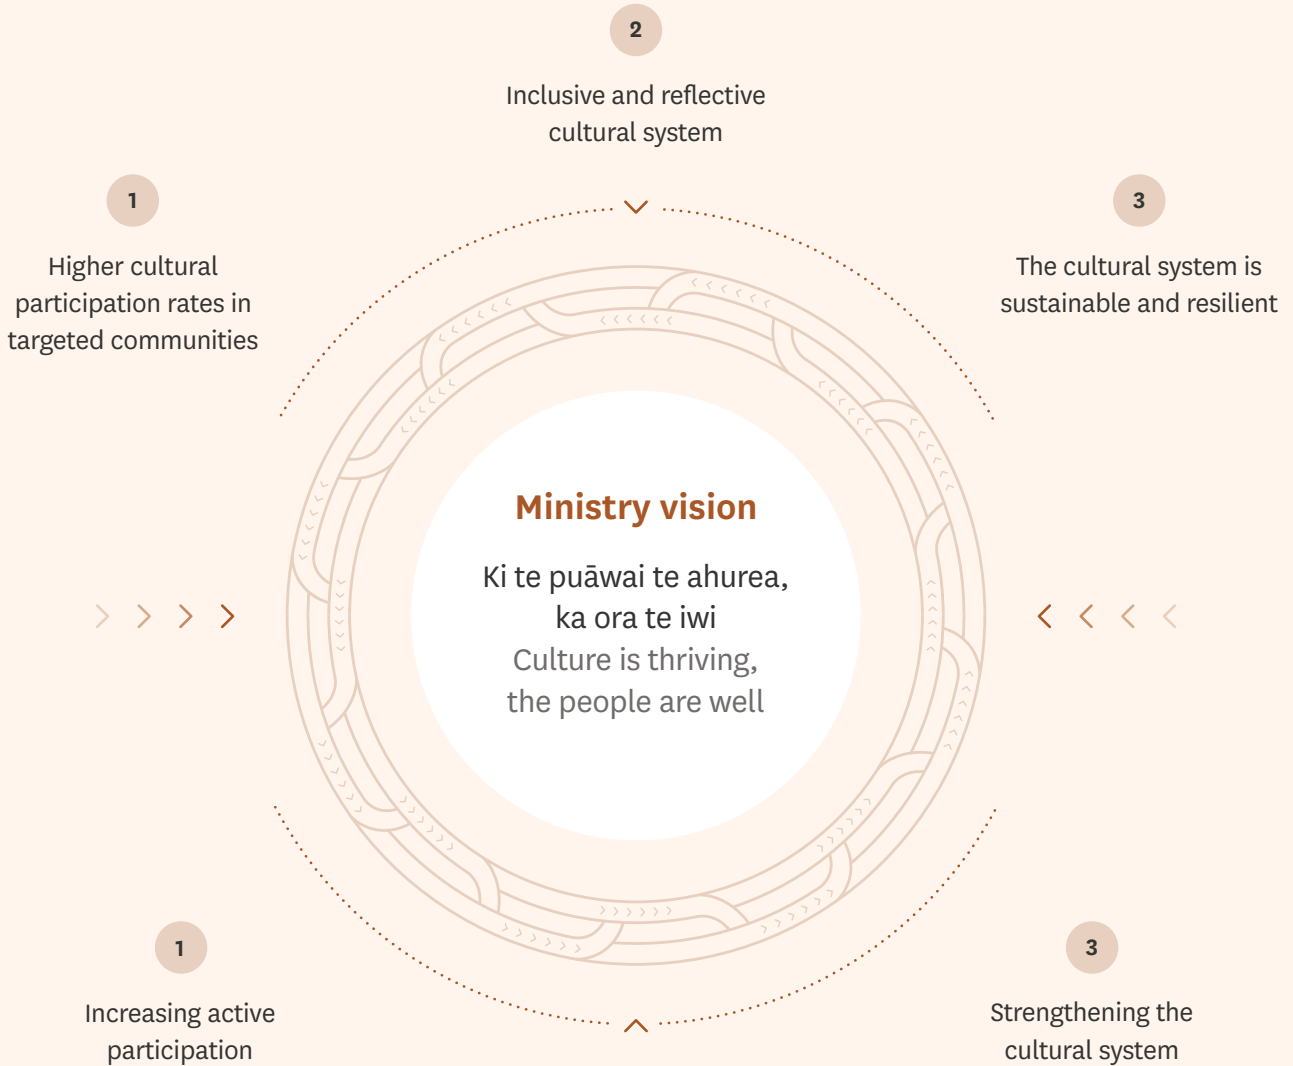 2
Inclusive and reflective
cultural system
1
Higher cultural
participation rates in
targeted communities
3
The cultural system is
sustainable and resilient
Ministry vision
Ki te puāwai te ahurea,
ka ora te iwi
Culture is thriving,
the people are well
1
Increasing active
participation
3
Strengthening the
cultural system